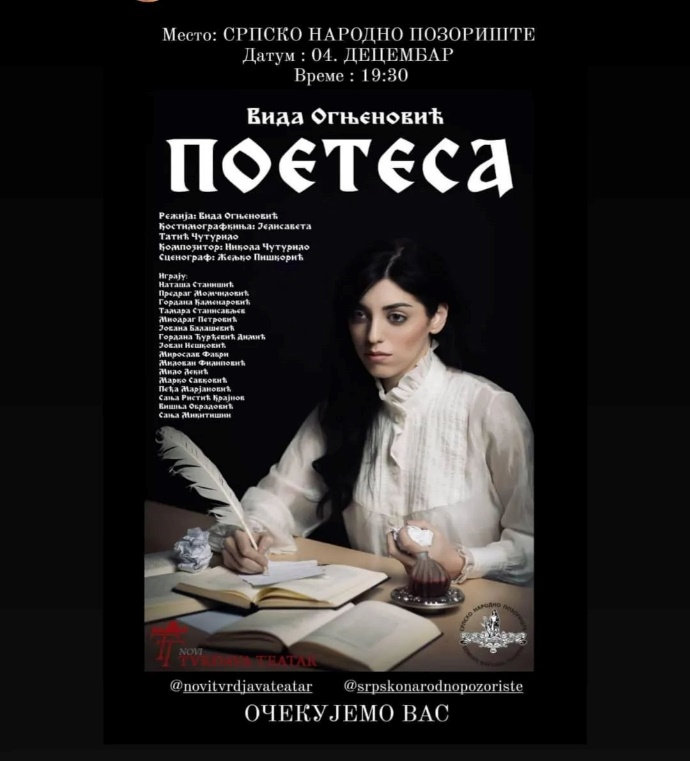 Место: СРПСКО НАРОДНО ПОЗОРИШТЕ
Датум : 04. ДЕЦЕМБАР
Време : 19:30
Вида Огњеновић
ПОЕТЕСА
Режија: Вида Огњеновић
Костимографкиња: Јелисавета
Татић Чутурило
Композитор: Никола Чутурило
Сценограф: Жељко Пишкорић
Играју:
Наташа Станишић
Предраг Момчиловић
Гордана Каменаровић
Тамара Станисављев
Миодраг Петровић
Јована Балашевић
Гордана Ђурђевић Димић
Јован Нешковић
Мирослав Фабри
Милован Филиповић
Мило Лекић
Марко Савковић
Пеђа Марјановић
Сања Ристић Крајнов
Вишња Обрадовић
Сања Микитишин
СРПСКО НАРОДНО ПОЗОРИШТЕ
NOVI
TVRĐAVA TEATAR
@novitvrdjavateatar @srpskonarodnopozoriste
ОЧЕКУЈЕМО ВАС